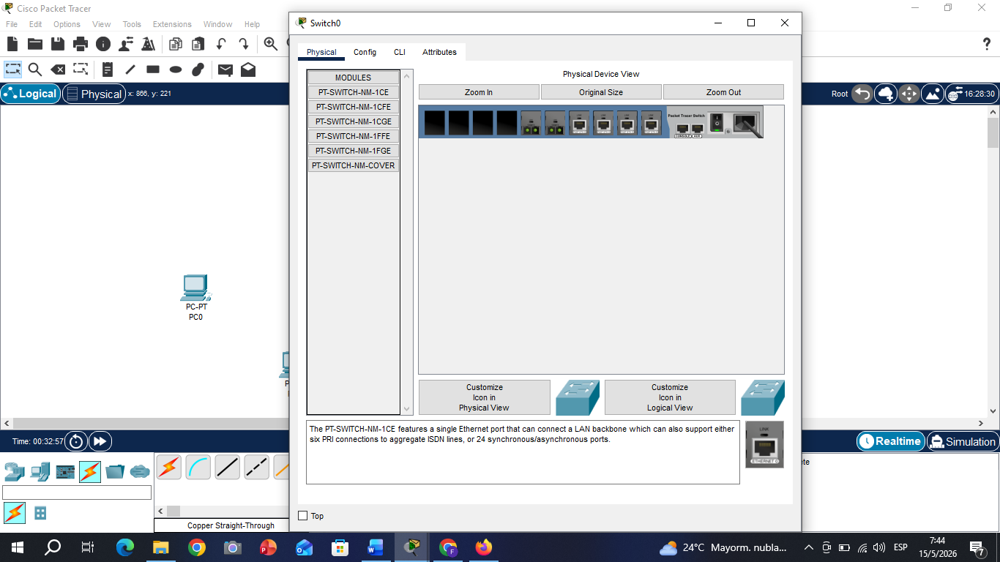 Cisco Packet Tracer
File Edit Options View Tools Extensions Window Help
Logical
Physical
x: 866, y: 221
Root
16:28:30
PC-PT
PC0
P
Time: 00:32:57
Realtime
Simulation
Copper Straight-Through
ete
Switch0
Physical Config CLI Attributes
MODULES
PT-SWITCH-NM-1CE
PT-SWITCH-NM-1CFE
PT-SWITCH-NM-1CGE
PT-SWITCH-NM-1FFE
PT-SWITCH-NM-1FGE
PT-SWITCH-NM-COVER
Physical Device View
Zoom In Original Size Zoom Out
Packet Tracer Switch
CONSOLE AUX
Customize
Icon in
Physical View
Customize
Icon in
Logical View
The PT-SWITCH-NM-1CE features a single Ethernet port that can connect a LAN backbone which can also support either
six PRI connections to aggregate ISDN lines, or 24 synchronous/asynchronous ports.
LINK
ETHERNET 0
Top
24°C Mayorm. nubla...
ESP
7:44
15/5/2026
7